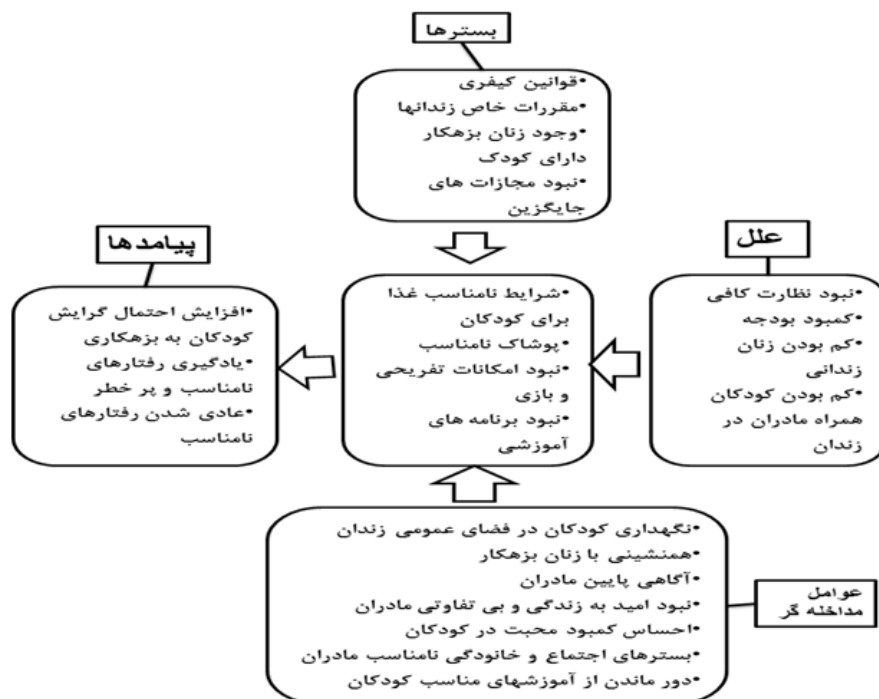 بسترها
•قوانین کیفری
•مقررات خاص زندانها
•وجود زنان بزهکار
دارای کودک
•نبود مجازات های
جایگزین
علل
•نبود نظارت کافی
•کمبود بودجه
•کم بودن زنان
زندانی
•کم بودن کودکان
همراه مادران در
زندان
•شرایط نامناسب غذا
برای کودکان
•پوشاک نامناسب
•نبود امکانات تفریحی
و بازی
•نبود برنامه های
آموزشی
پیامدها
•افزایش احتمال گرایش
کودکان به بزهکاری
•یادگیری رفتارهای
نامناسب و پر خطر
•عادی شدن رفتارهای
نامناسب
عوامل
مداخله گر
•نگهداری کودکان در فضای عمومی زندان
•همنشینی با زنان بزهکار
•آگاهی پایین مادران
•نبود امید به زندگی و بی تفاوتی مادران
•احساس کمبود محبت در کودکان
•بسترهای اجتماع و خانودگی نامناسب مادران
•دور ماندن از آموزشهای مناسب کودکان